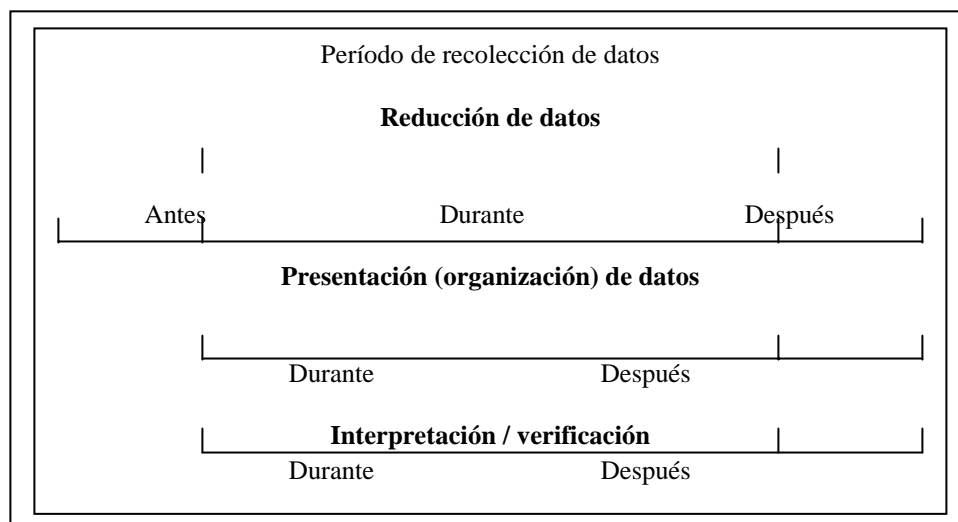 Período de recolección de datos
Reducción de datos
Antes Durante Después
Presentación (organización) de datos
Durante Después
Interpretación / verificación
Durante Después